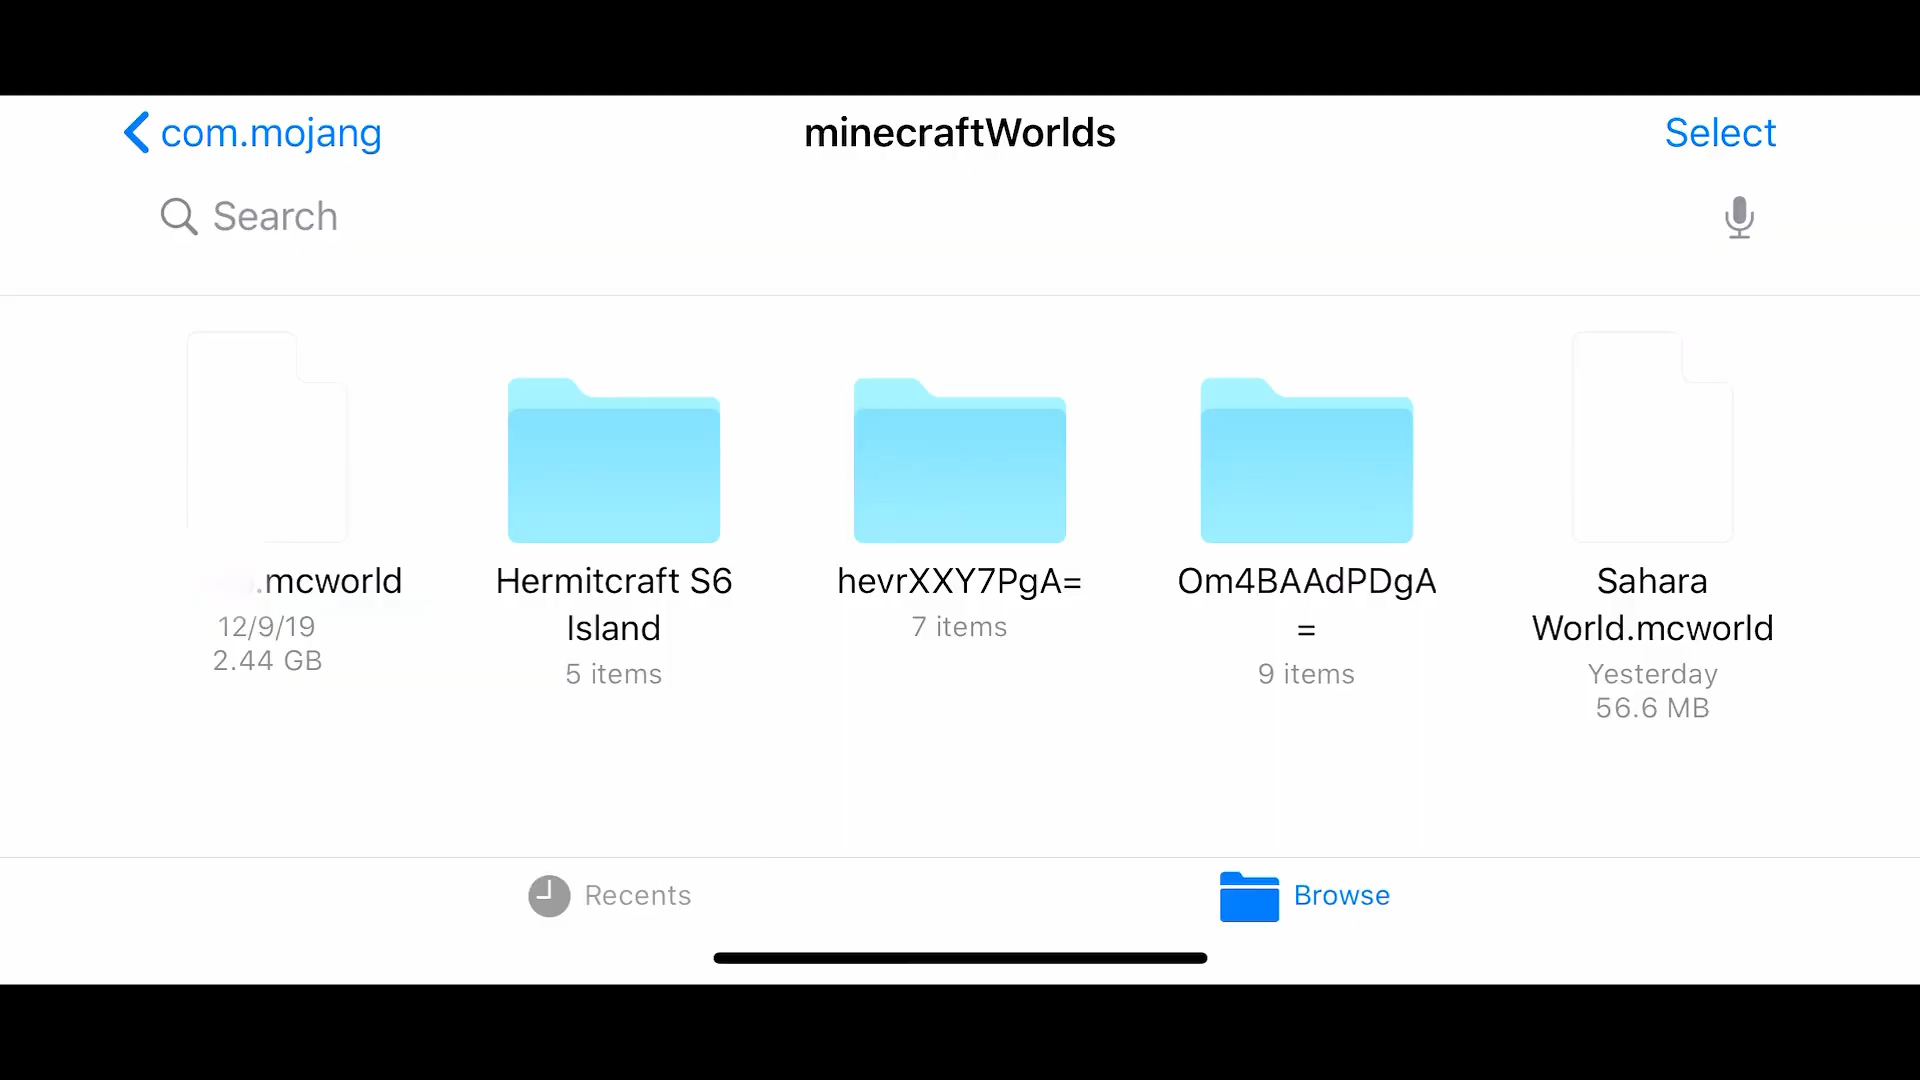 com.mojang
minecraftWorlds
Select
Search
.mcworld
12/9/19
2.44 GB
Hermitcraft S6
Island
5 items
hevrXXY7PgA=
7 items
Om4BAAdPDgA
=
9 items
Sahara
World.mcworld
Yesterday
56.6 MB
Recents
Browse